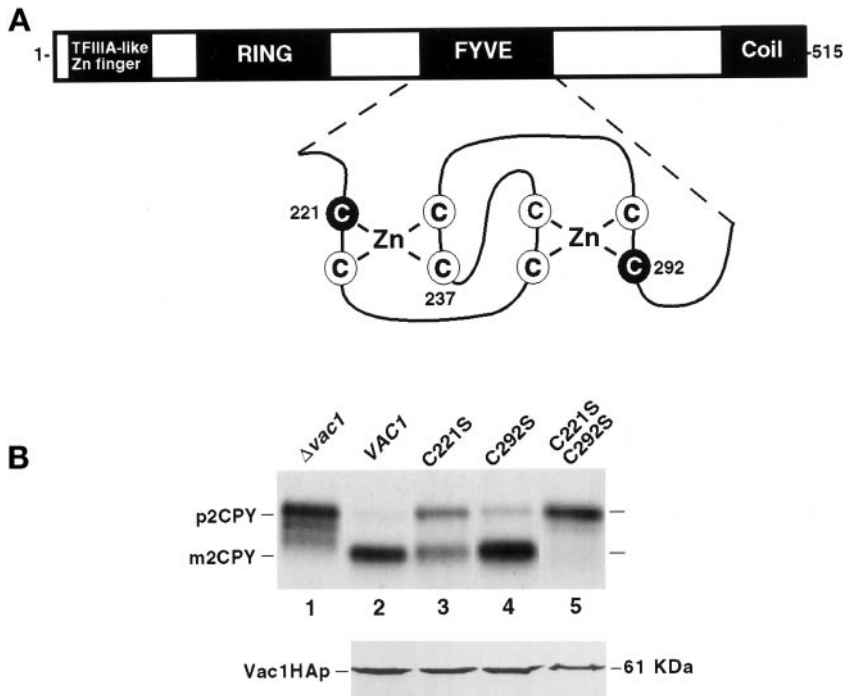 A
1-
TFIIIA-like
Zn finger
RING
FYVE
Coil
-515
221
C
C
C
C
Zn
Zn
C
C
C
C
292
237
B
Δvac1
VAC1
C221S
C292S
C221S
C292S
p2CPY
m2CPY
1 2 3 4 5
Vac1HAp
61 KDa